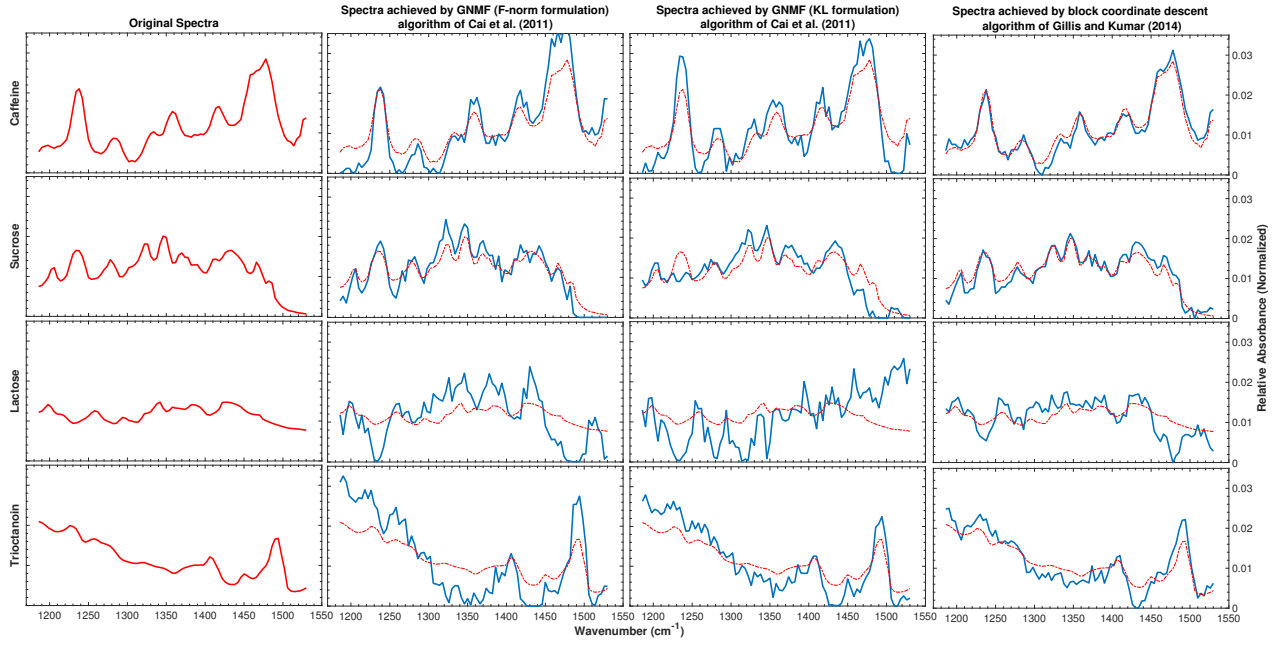 Original Spectra
Spectra achieved by GNMF (F-norm formulation)
algorithm of Cai et al. (2011)
Spectra achieved by GNMF (KL formulation)
algorithm of Cai et al. (2011)
Spectra achieved by block coordinate descent
algorithm of Gillis and Kumar (2014)
Caffeine
0.03
0.02
0.01
0
Sucrose
0.03
0.02
0.01
0
Lactose
0.03
0.02
0.01
0
Trioctanoin
0.03
0.02
0.01
0
Relative Absorbance (Normalized)
1200 1250 1300 1350 1400 1450 1500 1550
1200 1250 1300 1350 1400 1450 1500 1550
1200 1250 1300 1350 1400 1450 1500 1550
1200 1250 1300 1350 1400 1450 1500 1550
Wavenumber (cm⁻¹)